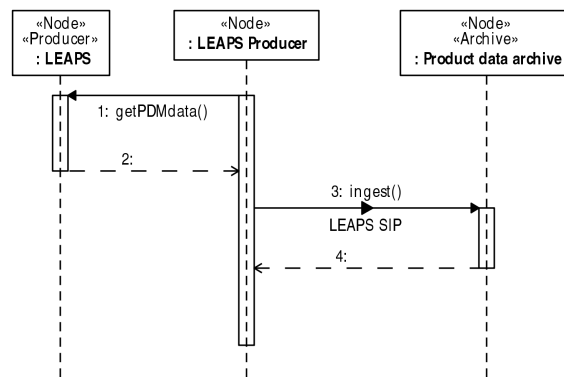 «Node»
«Producer»
: LEAPS
«Node»
: LEAPS Producer
«Node»
«Archive»
: Product data archive
1: getPDMdata()
2:
3: ingest()
LEAPS SIP
4: